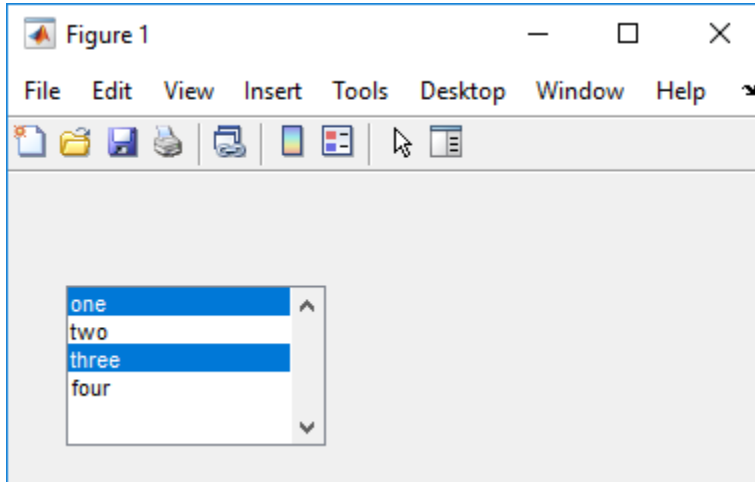 Figure 1
File Edit View Insert Tools Desktop Window Help
one
two
three
four